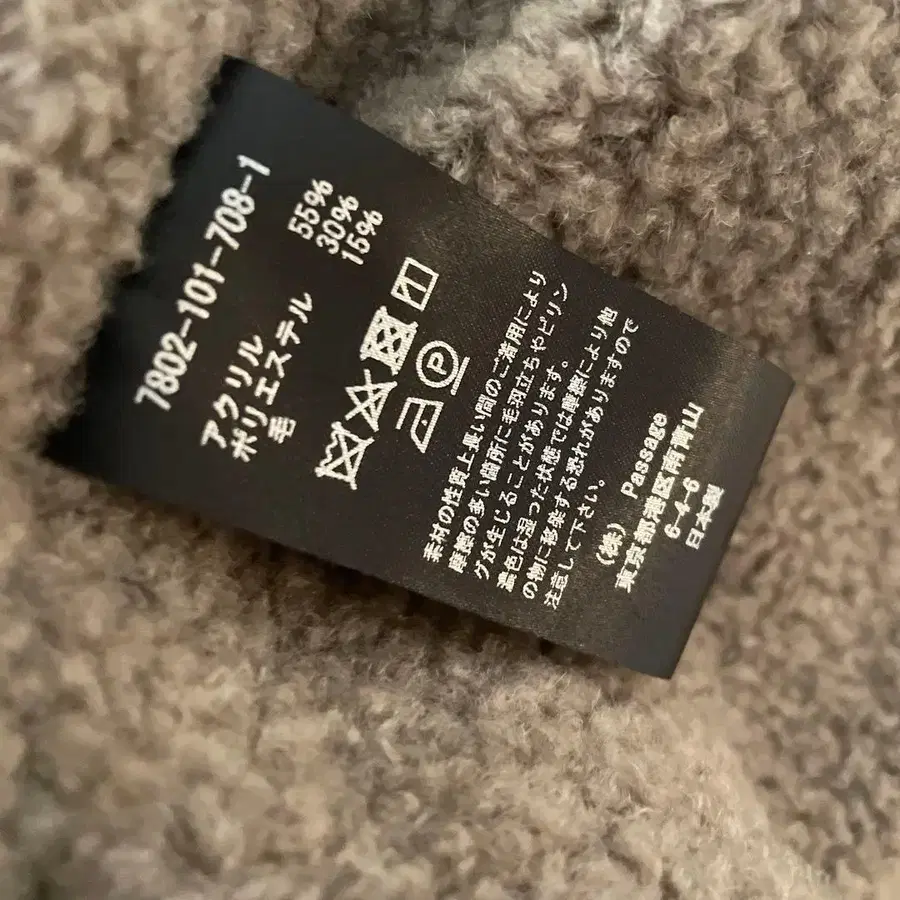 7802-101-708-1
アクリル 55%
ポリエステル 30%
毛 15%
P
素材の性質上長い間のご着用により
摩擦の多い箇所に毛羽立ちやピリン
グが生じることがあります。
濃色は湿った状態では摩擦により他
の物に移染する恐れがありますので
注意して下さい。
(株) Passage
東京都港区南青山
6-4-6
日本製